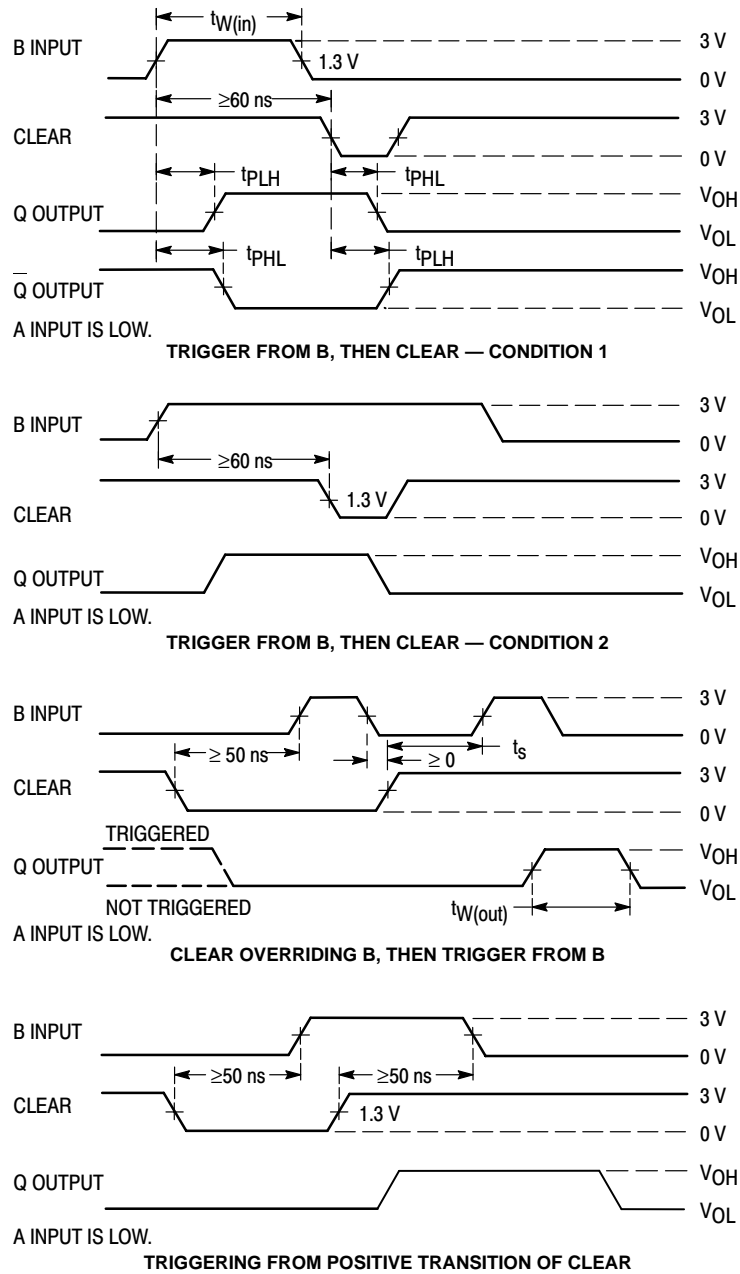 tW(in)
B INPUT
3 V
1.3 V
0 V
≥60 ns
3 V
CLEAR
0 V
tPLH
tPHL
VOH
Q OUTPUT
VOL
tPHL
tPLH
VOH
Q̅ OUTPUT
VOL
A INPUT IS LOW.
TRIGGER FROM B, THEN CLEAR — CONDITION 1
3 V
B INPUT
0 V
≥60 ns
3 V
1.3 V
CLEAR
0 V
VOH
Q OUTPUT
VOL
A INPUT IS LOW.
TRIGGER FROM B, THEN CLEAR — CONDITION 2
3 V
B INPUT
0 V
≥ 50 ns
≥ 0
ts
3 V
CLEAR
0 V
TRIGGERED
VOH
Q OUTPUT
VOL
NOT TRIGGERED
tW(out)
A INPUT IS LOW.
CLEAR OVERRIDING B, THEN TRIGGER FROM B
3 V
B INPUT
0 V
≥50 ns
≥50 ns
3 V
CLEAR
1.3 V
0 V
VOH
Q OUTPUT
VOL
A INPUT IS LOW.
TRIGGERING FROM POSITIVE TRANSITION OF CLEAR